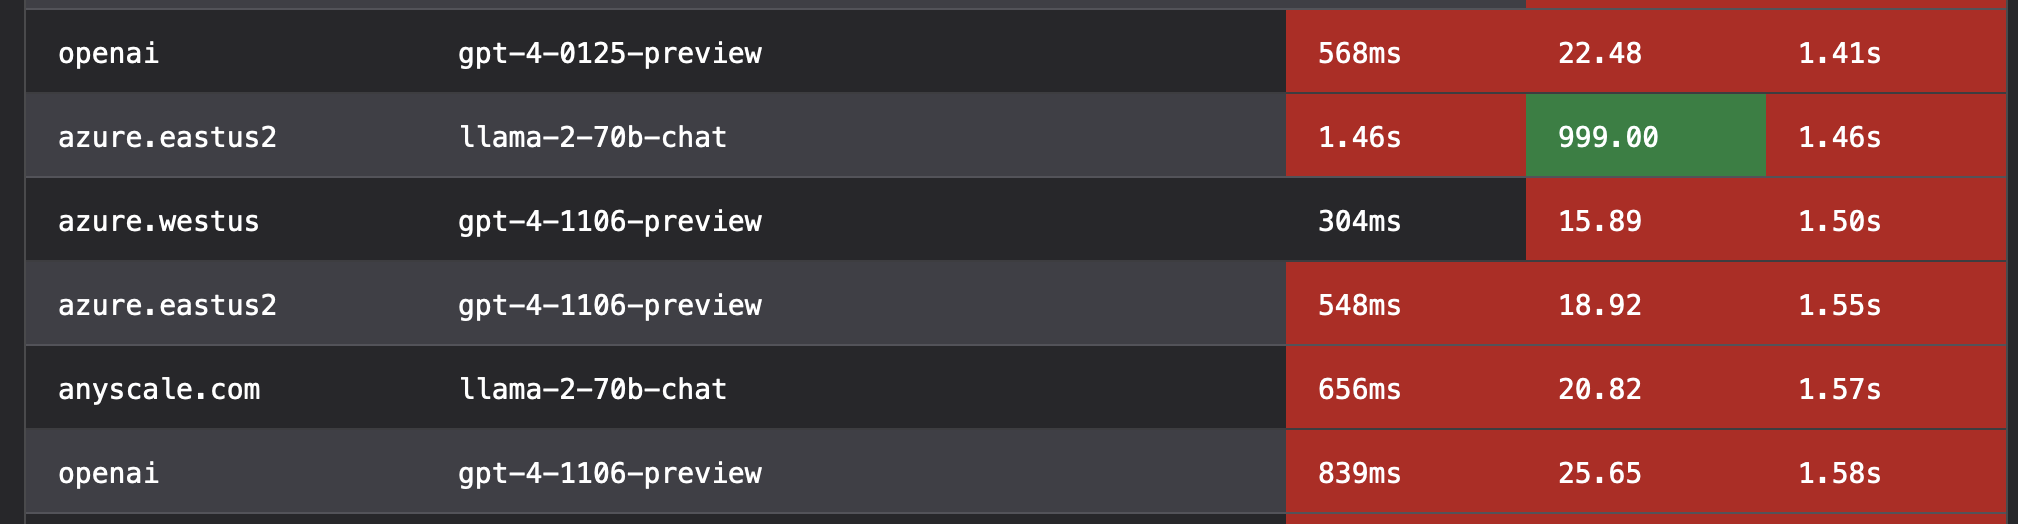 openai gpt-4-0125-preview 568ms 22.48 1.41s
azure.eastus2 llama-2-70b-chat 1.46s 999.00 1.46s
azure.westus gpt-4-1106-preview 304ms 15.89 1.50s
azure.eastus2 gpt-4-1106-preview 548ms 18.92 1.55s
anyscale.com llama-2-70b-chat 656ms 20.82 1.57s
openai gpt-4-1106-preview 839ms 25.65 1.58s